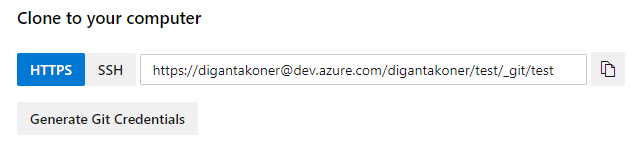 Clone to your computer
HTTPS SSH https://digantakoner@dev.azure.com/digantakoner/test/_git/test
Generate Git Credentials